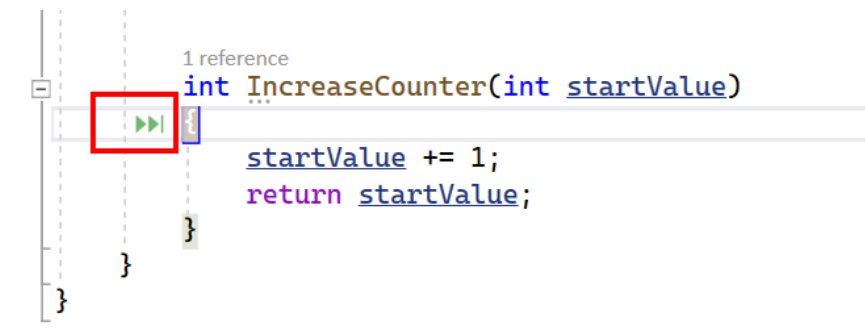 1 reference
int IncreaseCounter(int startValue)
{
startValue += 1;
return startValue;
}
}
}